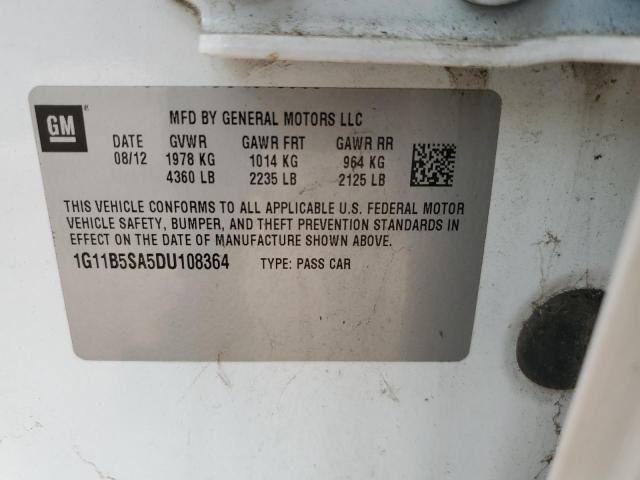 GM
MFD BY GENERAL MOTORS LLC
DATE GVWR GAWR FRT GAWR RR
08/12 1978 KG 1014 KG 964 KG
4360 LB 2235 LB 2125 LB
THIS VEHICLE CONFORMS TO ALL APPLICABLE U.S. FEDERAL MOTOR
VEHICLE SAFETY, BUMPER, AND THEFT PREVENTION STANDARDS IN
EFFECT ON THE DATE OF MANUFACTURE SHOWN ABOVE.
1G11B5SA5DU108364 TYPE: PASS CAR